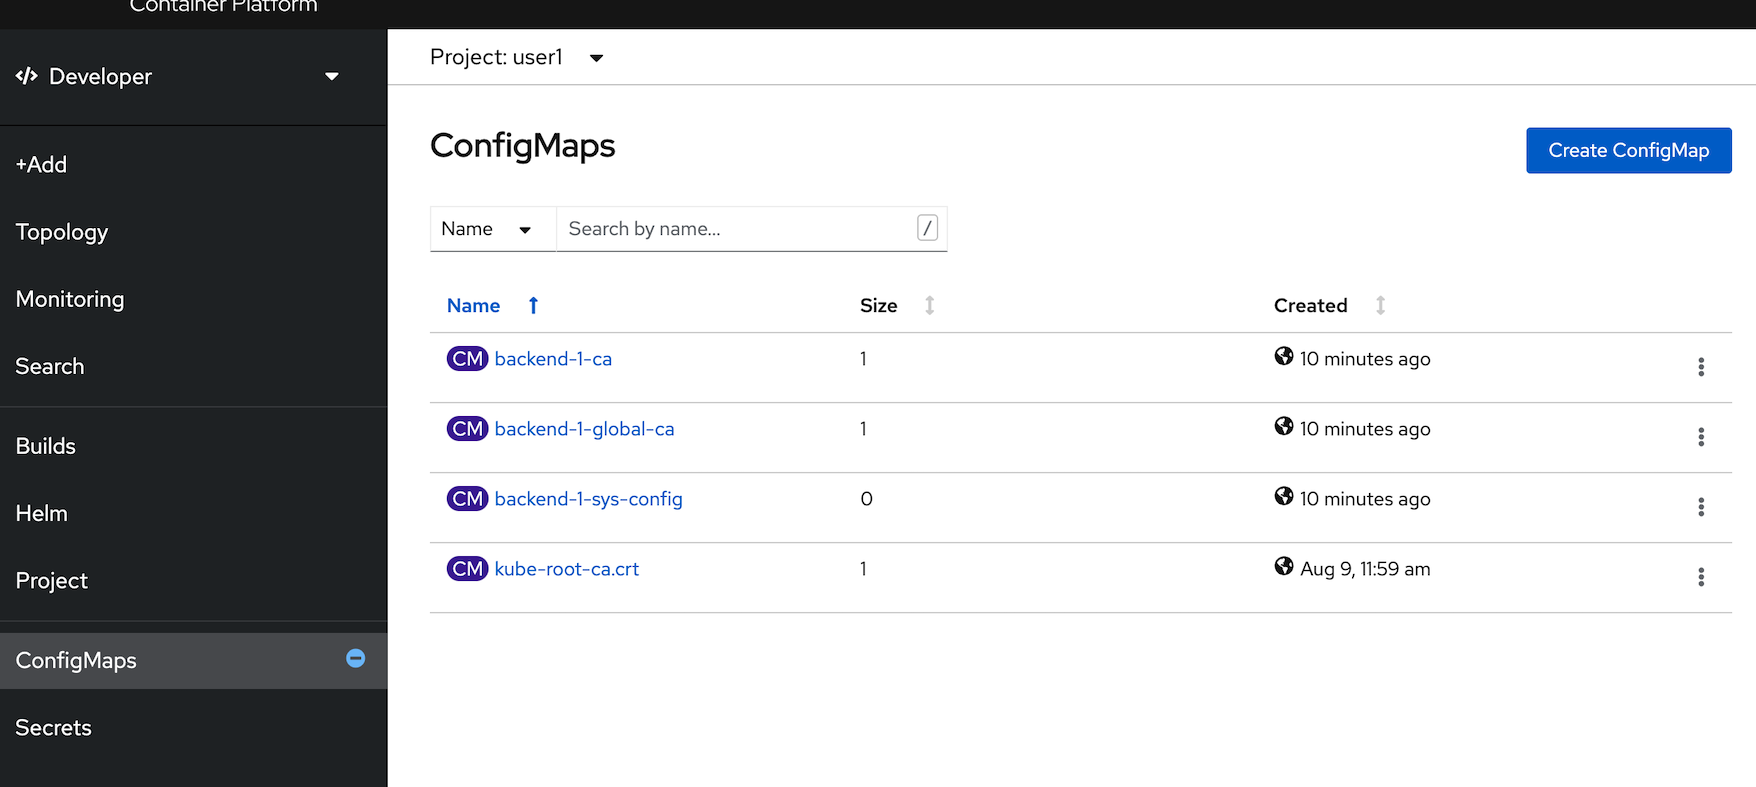 Container Platform
Developer
+Add
Topology
Monitoring
Search
Builds
Helm
Project
ConfigMaps
Secrets
Project: user1
ConfigMaps
Create ConfigMap
Name Search by name... /
Name Size Created
CM backend-1-ca 1 10 minutes ago
CM backend-1-global-ca 1 10 minutes ago
CM backend-1-sys-config 0 10 minutes ago
CM kube-root-ca.crt 1 Aug 9, 11:59 am